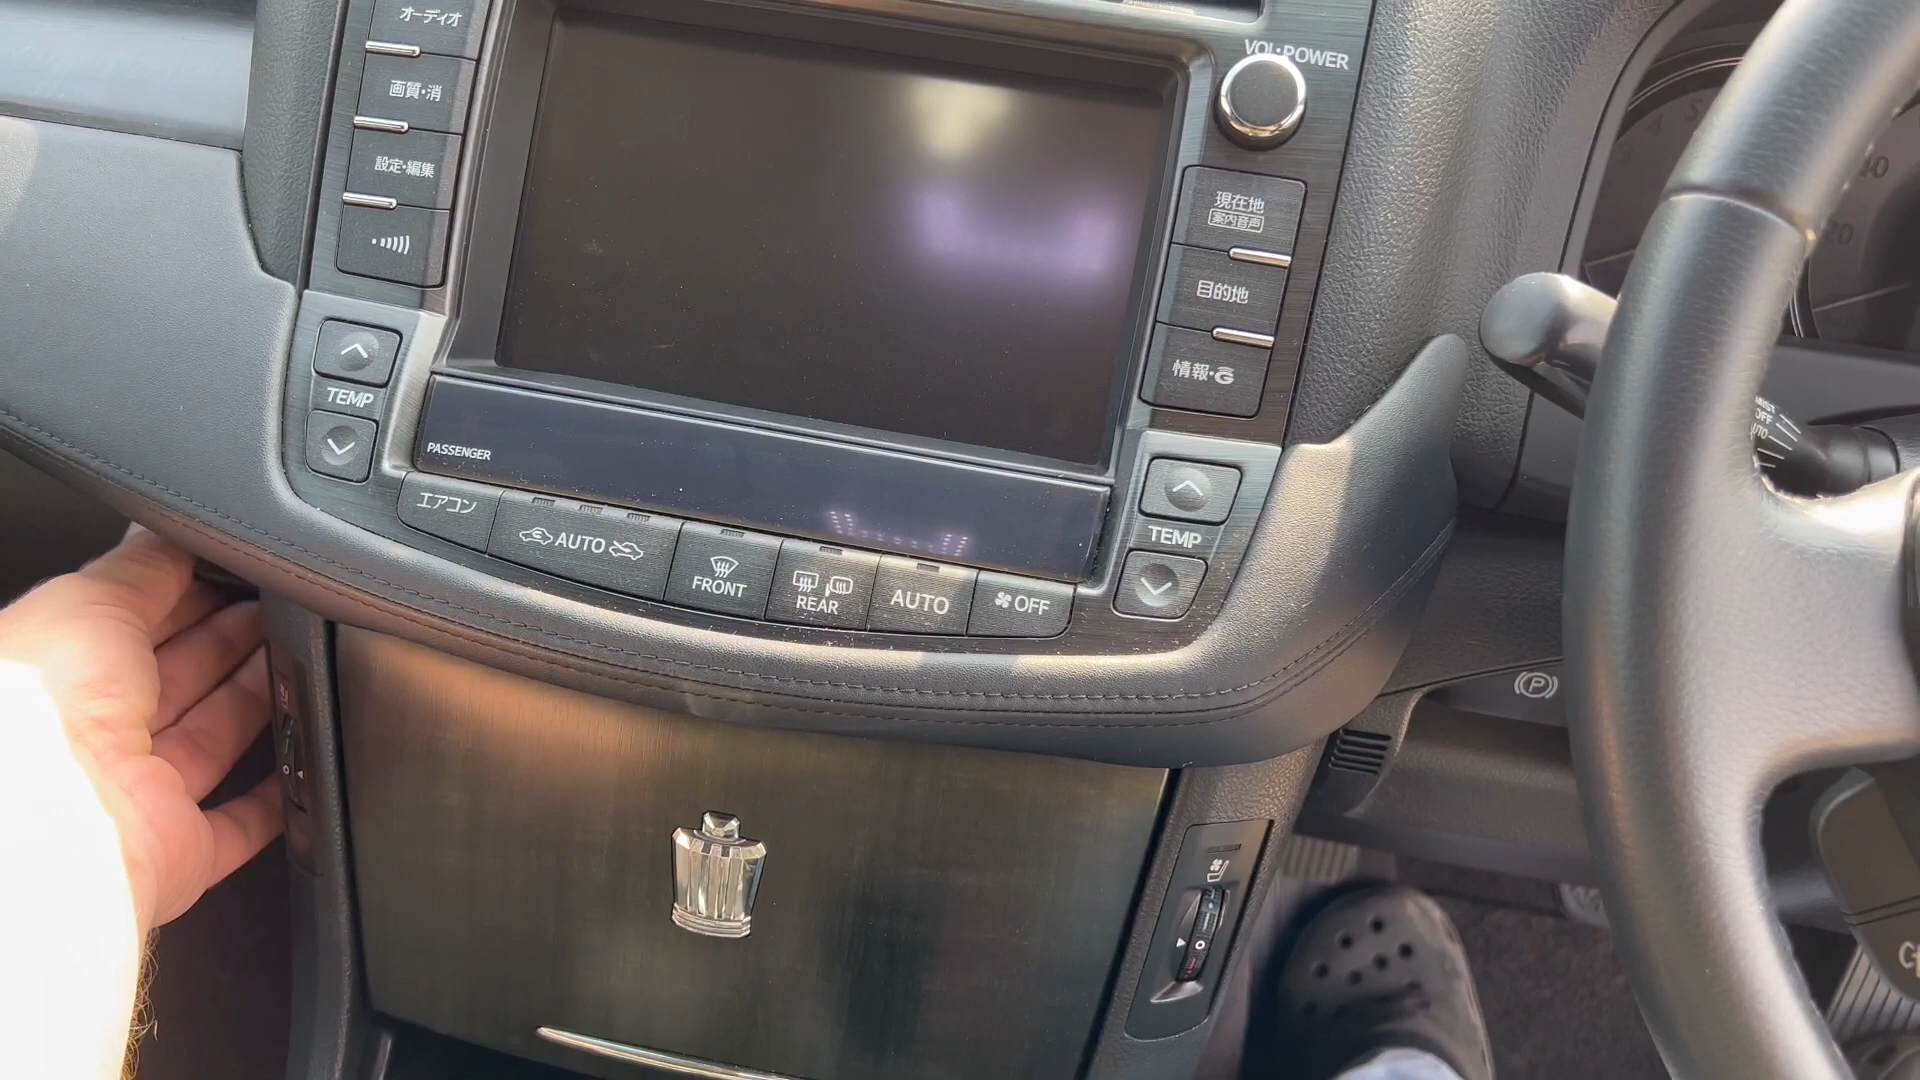 オーディオ
VOL・POWER
画質・消
設定・編集
現在地
案内音声
目的地
情報・G
TEMP
PASSENGER
エアコン
AUTO
FRONT
REAR
AUTO
OFF
TEMP
OFF
P